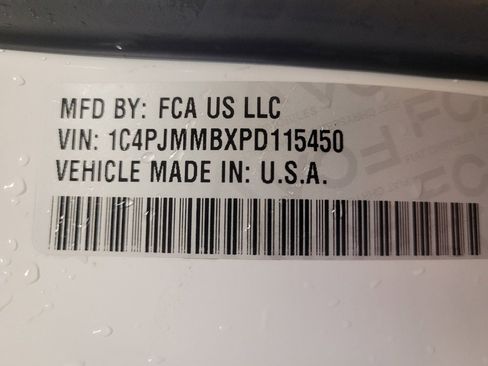 MFD BY: FCA US LLC
VIN: 1C4PJMMBXPD115450
VEHICLE MADE IN: U.S.A.